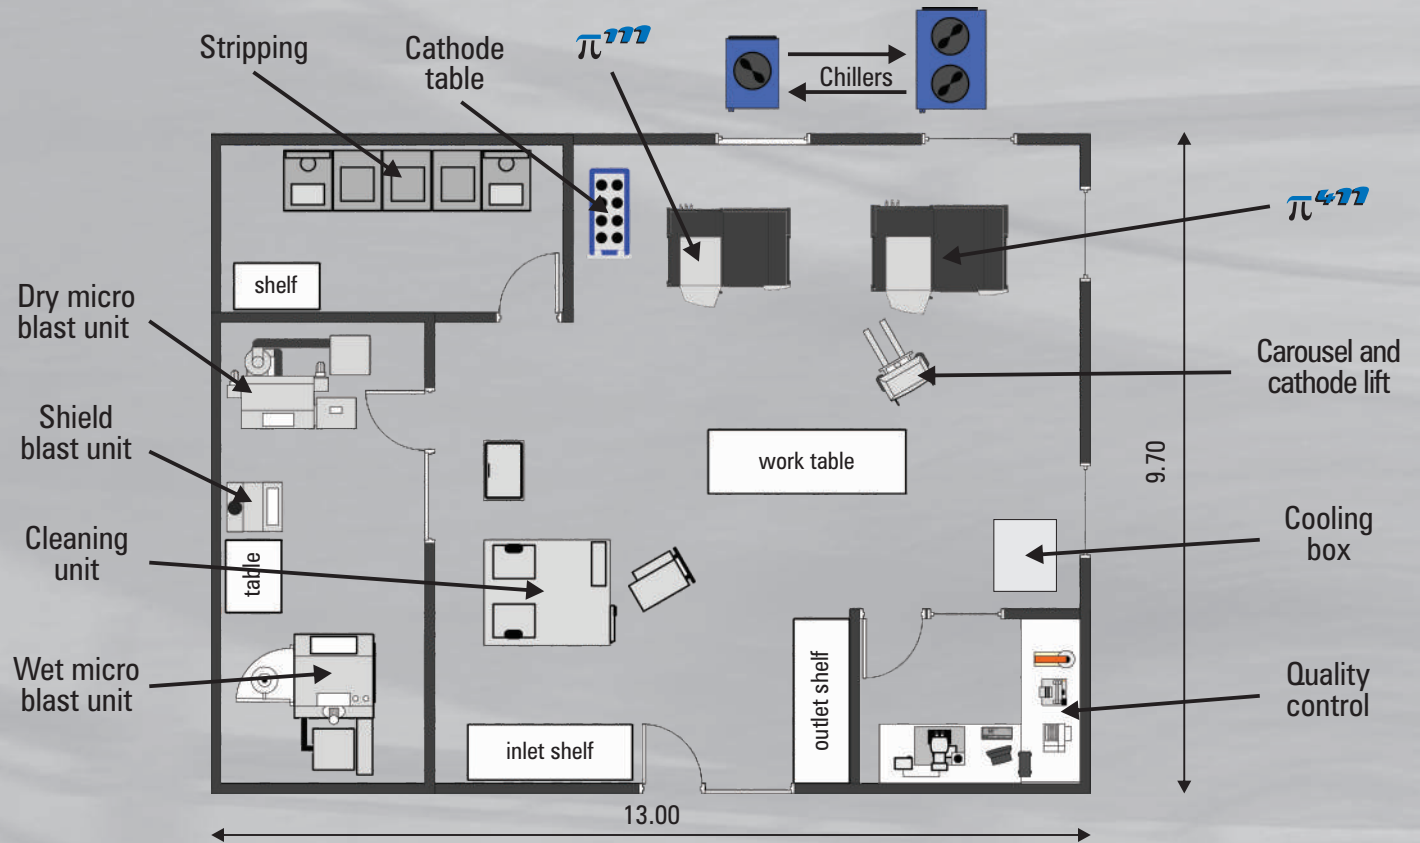 Stripping
Cathode
table
π¹¹¹
Chillers
π⁴¹¹
shelf
Dry micro
blast unit
Carousel and
cathode lift
Shield
blast unit
work table
9.70
Cleaning
unit
table
Cooling
box
Wet micro
blast unit
inlet shelf
outlet shelf
Quality
control
13.00